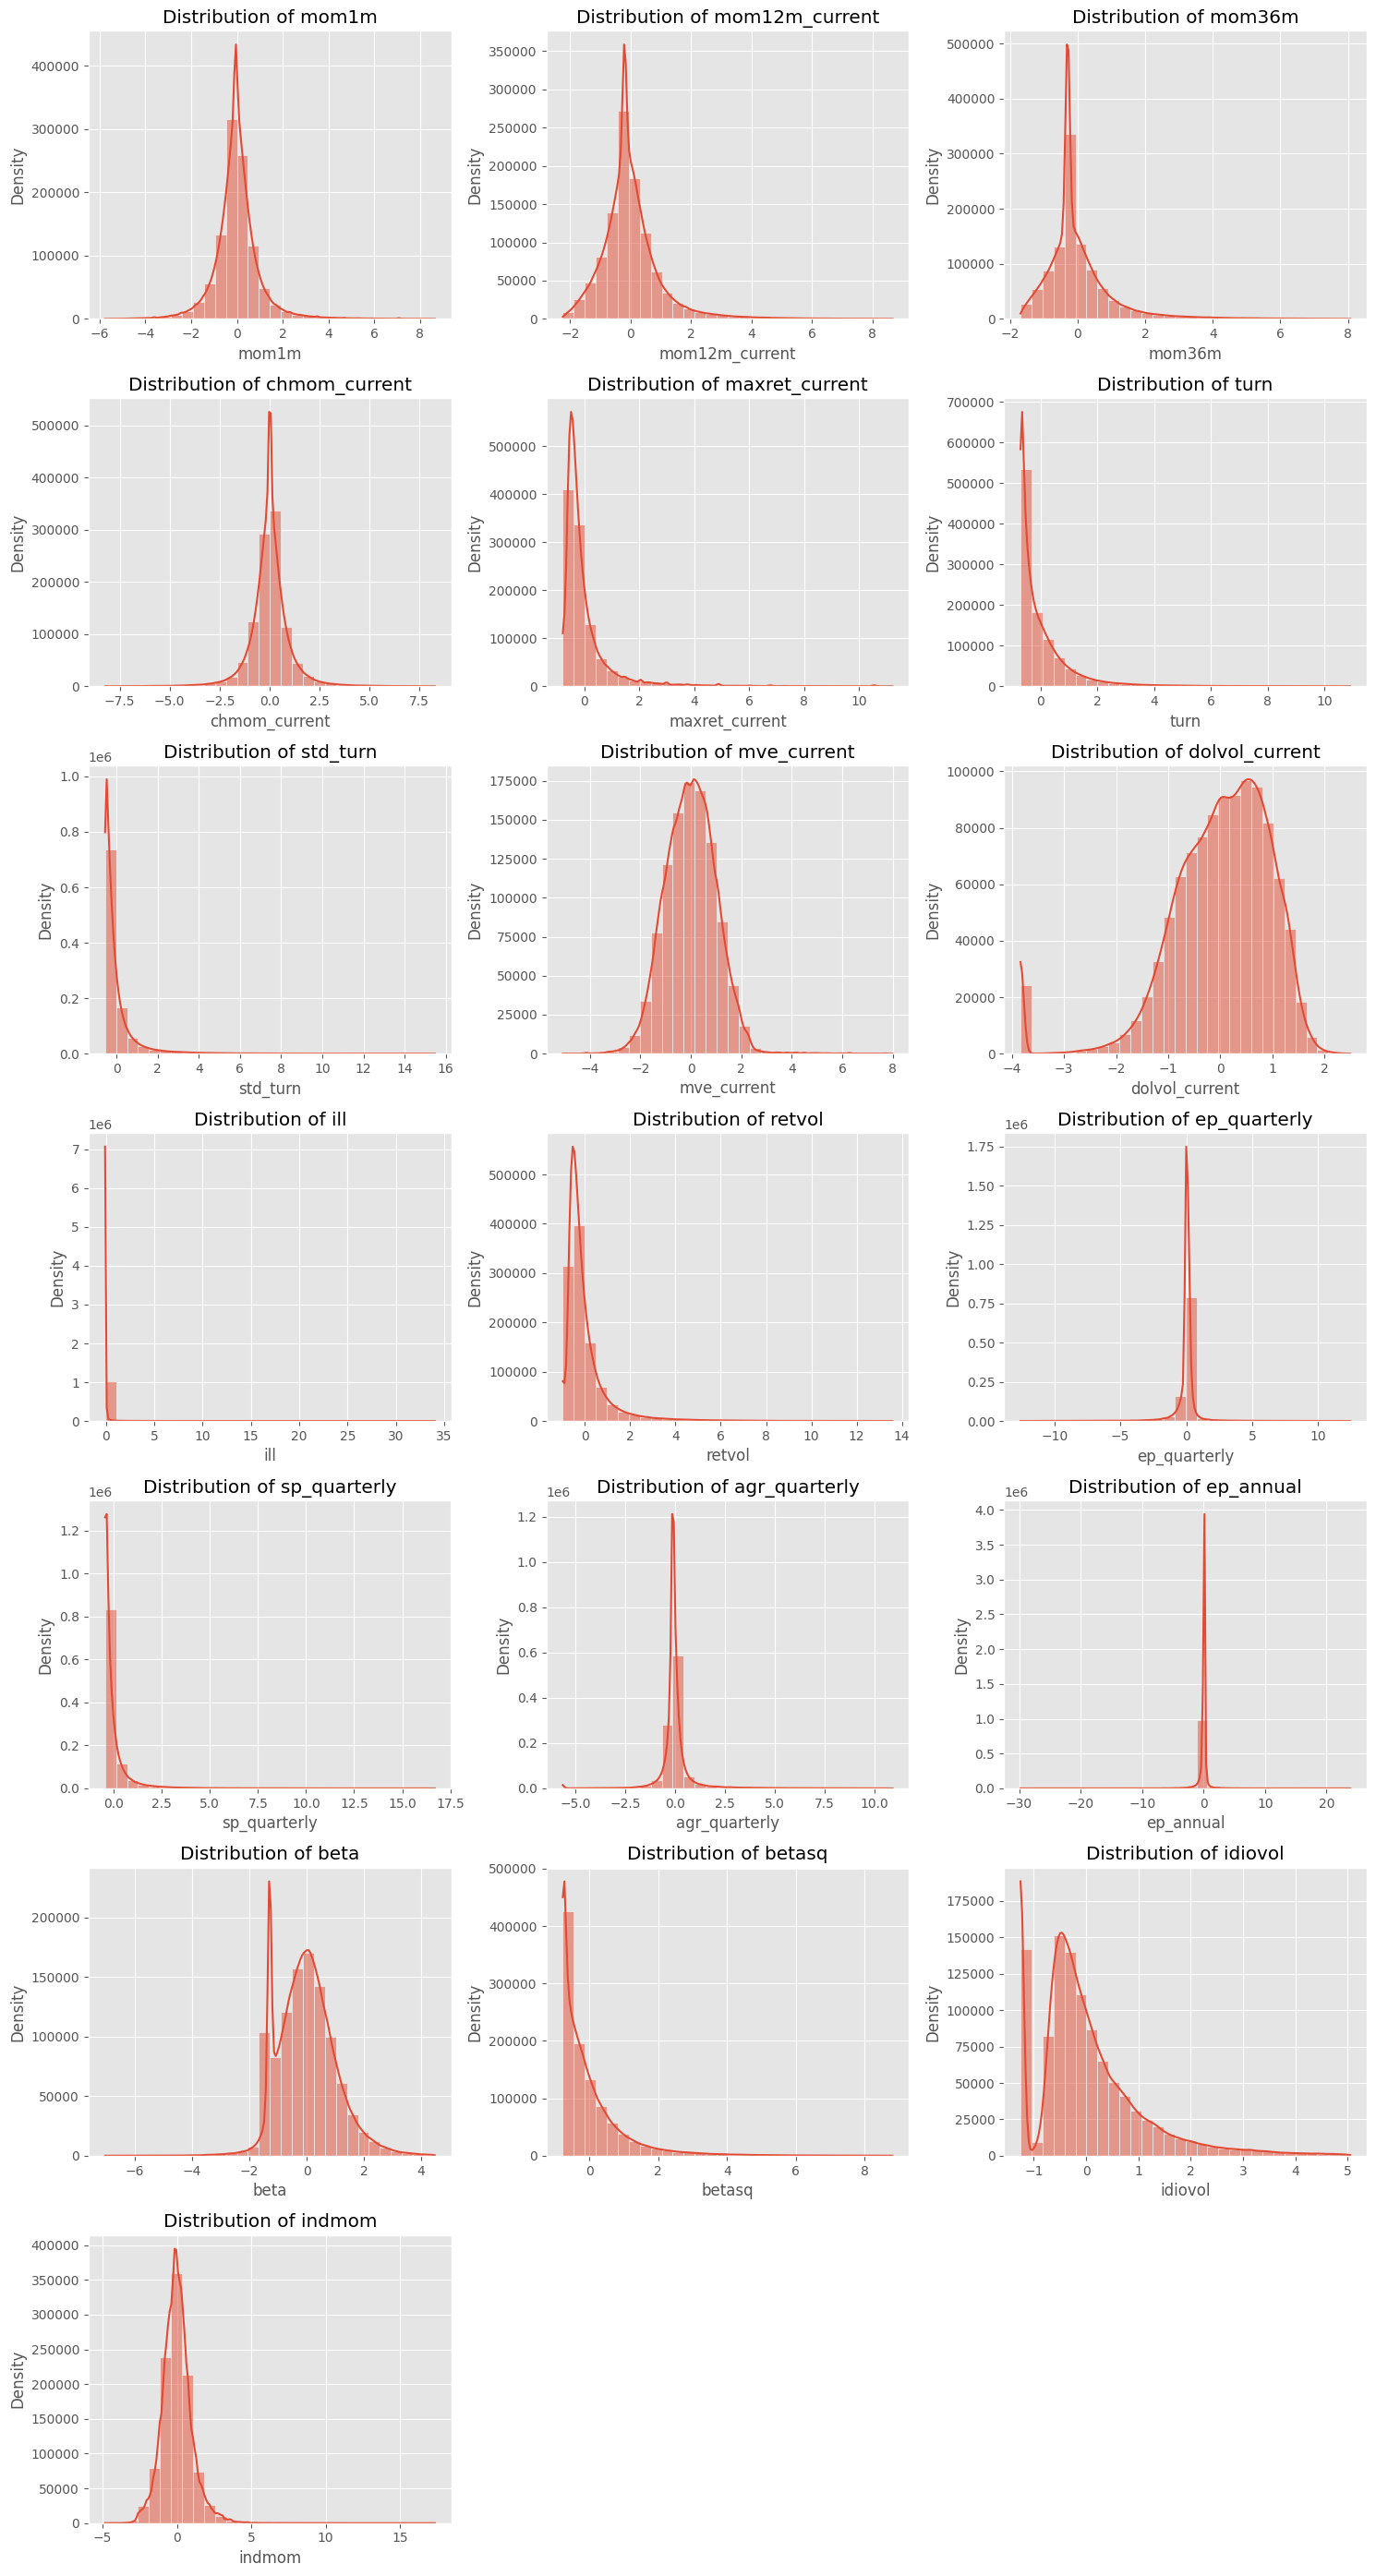 Distribution of mom1m
400000
300000
200000
100000
0
Density
−6 −4 −2 0 2 4 6 8
mom1m
Distribution of mom12m_current
350000
300000
250000
200000
150000
100000
50000
0
Density
−2 0 2 4 6 8
mom12m_current
Distribution of mom36m
500000
400000
300000
200000
100000
0
Density
−2 0 2 4 6 8
mom36m
Distribution of chmom_current
500000
400000
300000
200000
100000
0
Density
−7.5 −5.0 −2.5 0.0 2.5 5.0 7.5
chmom_current
Distribution of maxret_current
500000
400000
300000
200000
100000
0
Density
0 2 4 6 8 10
maxret_current
Distribution of turn
700000
600000
500000
400000
300000
200000
100000
0
Density
0 2 4 6 8 10
turn
Distribution of std_turn
1e6
1.0
0.8
0.6
0.4
0.2
0.0
Density
0 2 4 6 8 10 12 14 16
std_turn
Distribution of mve_current
175000
150000
125000
100000
75000
50000
25000
0
Density
−4 −2 0 2 4 6 8
mve_current
Distribution of dolvol_current
100000
80000
60000
40000
20000
0
Density
−4 −3 −2 −1 0 1 2
dolvol_current
Distribution of ill
1e6
7
6
5
4
3
2
1
0
Density
0 5 10 15 20 25 30 35
ill
Distribution of retvol
500000
400000
300000
200000
100000
0
Density
0 2 4 6 8 10 12 14
retvol
Distribution of ep_quarterly
1e6
1.75
1.50
1.25
1.00
0.75
0.50
0.25
0.00
Density
−10 −5 0 5 10
ep_quarterly
Distribution of sp_quarterly
1e6
1.2
1.0
0.8
0.6
0.4
0.2
0.0
Density
0.0 2.5 5.0 7.5 10.0 12.5 15.0 17.5
sp_quarterly
Distribution of agr_quarterly
1e6
1.2
1.0
0.8
0.6
0.4
0.2
0.0
Density
−5.0 −2.5 0.0 2.5 5.0 7.5 10.0
agr_quarterly
Distribution of ep_annual
1e6
4.0
3.5
3.0
2.5
2.0
1.5
1.0
0.5
0.0
Density
−30 −20 −10 0 10 20
ep_annual
Distribution of beta
200000
150000
100000
50000
0
Density
−6 −4 −2 0 2 4
beta
Distribution of betasq
500000
400000
300000
200000
100000
0
Density
0 2 4 6 8
betasq
Distribution of idiovol
175000
150000
125000
100000
75000
50000
25000
0
Density
−1 0 1 2 3 4 5
idiovol
Distribution of indmom
400000
350000
300000
250000
200000
150000
100000
50000
0
Density
−5 0 5 10 15
indmom